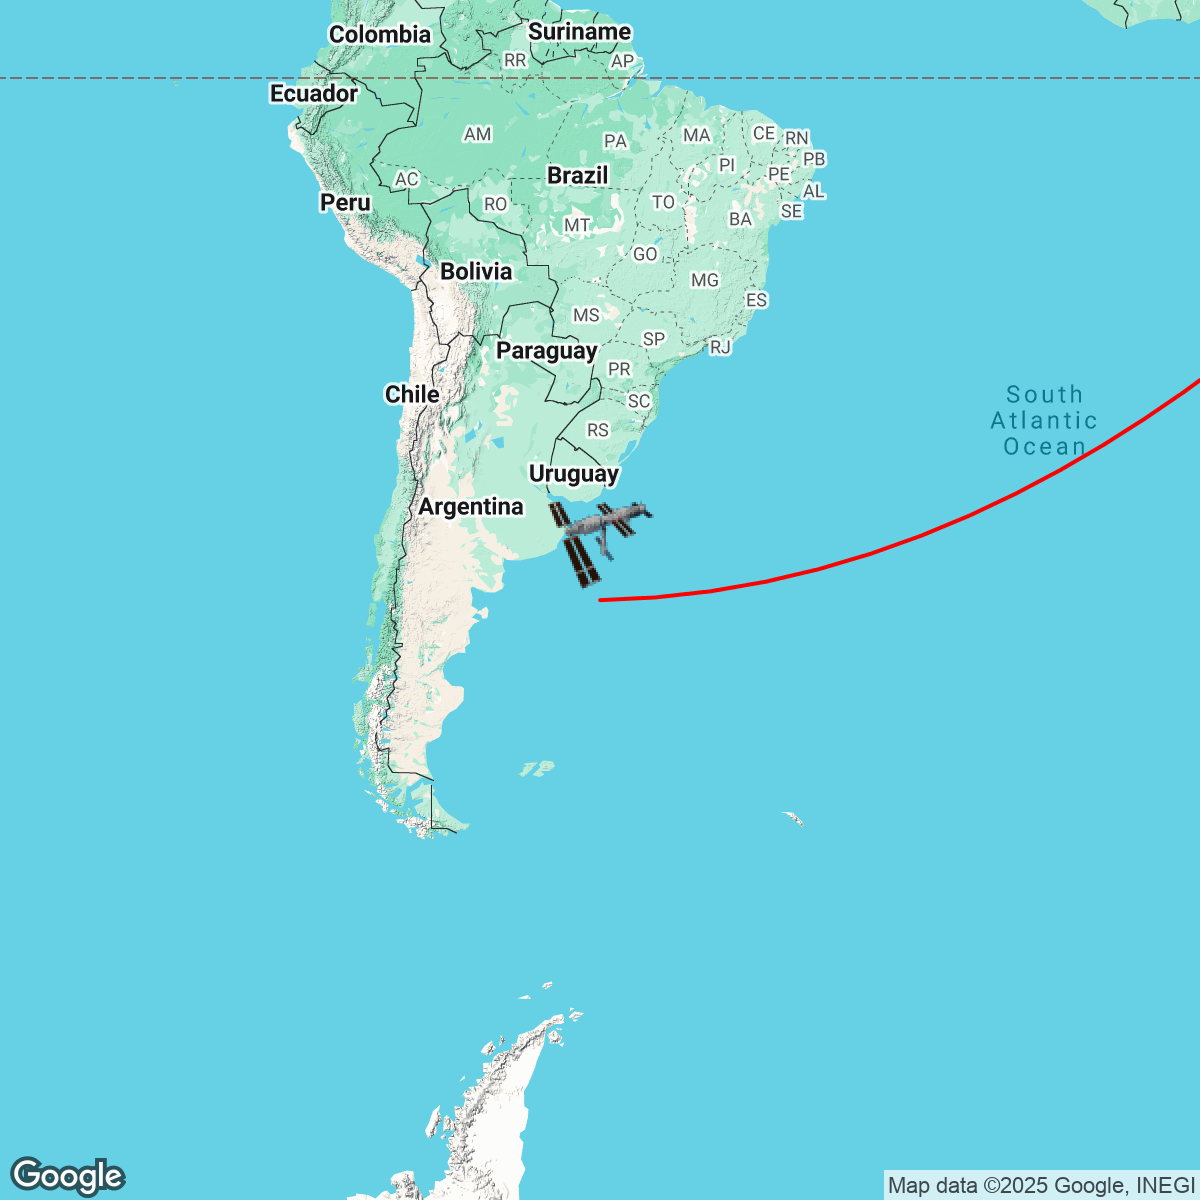 Colombia
Suriname
RR
AP
Ecuador
AM
PA
MA
CE
RN
PI
PB
Brazil
PE
AC
AL
Peru
RO
TO
SE
MT
BA
GO
Bolivia
MG
ES
MS
SP
RJ
Paraguay
PR
Chile
SC
South
Atlantic
Ocean
RS
Uruguay
Argentina
Google
Map data ©2025 Google, INEGI